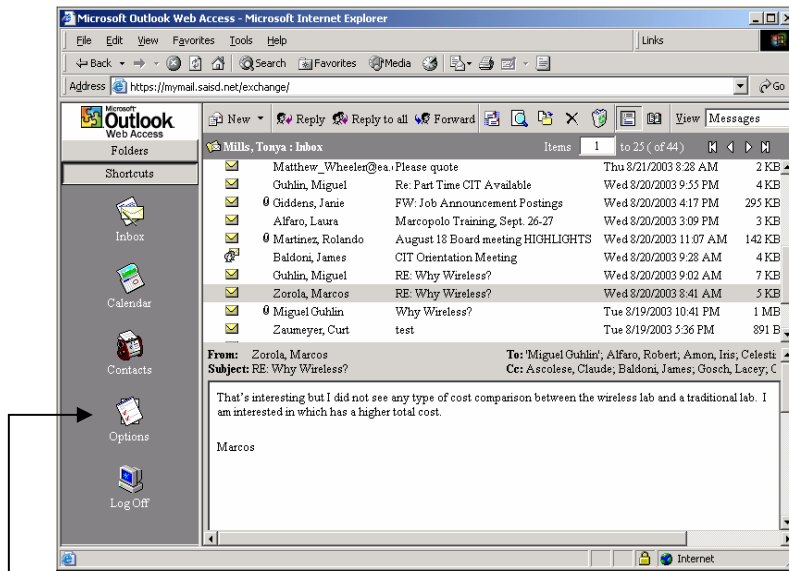 Microsoft Outlook Web Access - Microsoft Internet Explorer
File Edit View Favorites Tools Help Links
Back Search Favorites Media
Address https://mymail.saisd.net/exchange/ Go
Microsoft Outlook Web Access
New Reply Reply to all Forward View Messages
Folders
Mills, Tonya : Inbox Items 1 to 25 ( of 44 )
Shortcuts
Inbox
Calendar
Contacts
Options
Log Off
Matthew_Wheeler@ea. Please quote Thu 8/21/2003 8:28 AM 2 KB
Guhlin, Miguel Re: Part Time CIT Available Wed 8/20/2003 9:55 PM 4 KB
Giddens, Janie FW: Job Announcement Postings Wed 8/20/2003 4:17 PM 295 KB
Alfaro, Laura Marcopolo Training, Sept. 26-27 Wed 8/20/2003 3:09 PM 3 KB
Martinez, Rolando August 18 Board meeting HIGHLIGHTS Wed 8/20/2003 11:07 AM 142 KB
Baldoni, James CIT Orientation Meeting Wed 8/20/2003 9:28 AM 4 KB
Guhlin, Miguel RE: Why Wireless? Wed 8/20/2003 9:02 AM 7 KB
Zorola, Marcos RE: Why Wireless? Wed 8/20/2003 8:41 AM 5 KB
Miguel Guhlin Why Wireless? Tue 8/19/2003 10:41 PM 1 MB
Zaumeyer, Curt test Tue 8/19/2003 5:36 PM 891 B
From: Zorola, Marcos To: 'Miguel Guhlin'; Alfaro, Robert; Amon, Iris; Celesti
Subject: RE: Why Wireless? Cc: Ascolese, Claude; Baldoni, James; Gosch, Lacey; C
That's interesting but I did not see any type of cost comparison between the wireless lab and a traditional lab. I
am interested in which has a higher total cost.
Marcos
Internet